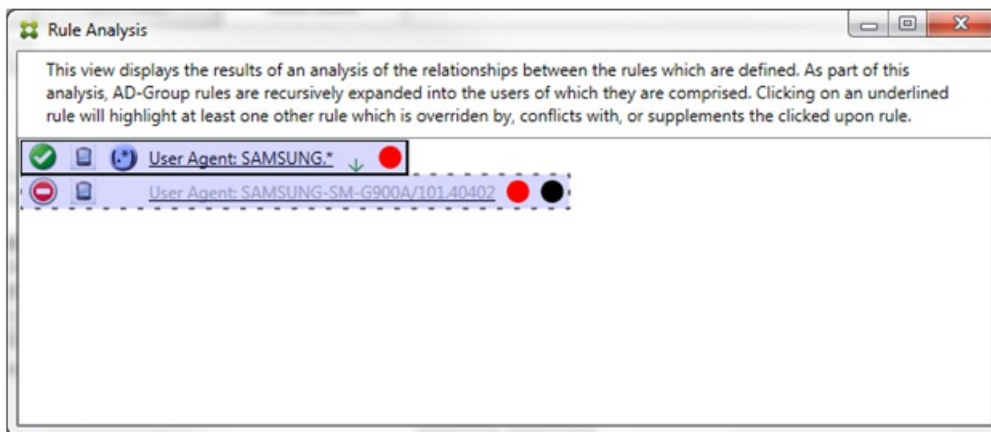 Rule Analysis
This view displays the results of an analysis of the relationships between the rules which are defined. As part of this
analysis, AD-Group rules are recursively expanded into the users of which they are comprised. Clicking on an underlined
rule will highlight at least one other rule which is overriden by, conflicts with, or supplements the clicked upon rule.
(.*) User Agent: SAMSUNG.*
User Agent: SAMSUNG-SM-G900A/101.40402